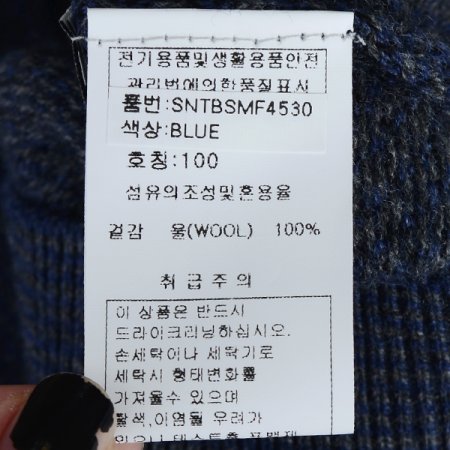 전기용품및생활용품안전
관리법에의한품질표시
품번:SNTBSMF4530
색상:BLUE
호칭:100
섬유의조성및혼용율
겉감 울(WOOL) 100%
취급주의
이 상품은 반드시
드라이크리닝하십시오.
손세탁이나 세탁기로
세탁시 형태변화를
가져올수 있으며
탈색,이염될 우려가
있으니